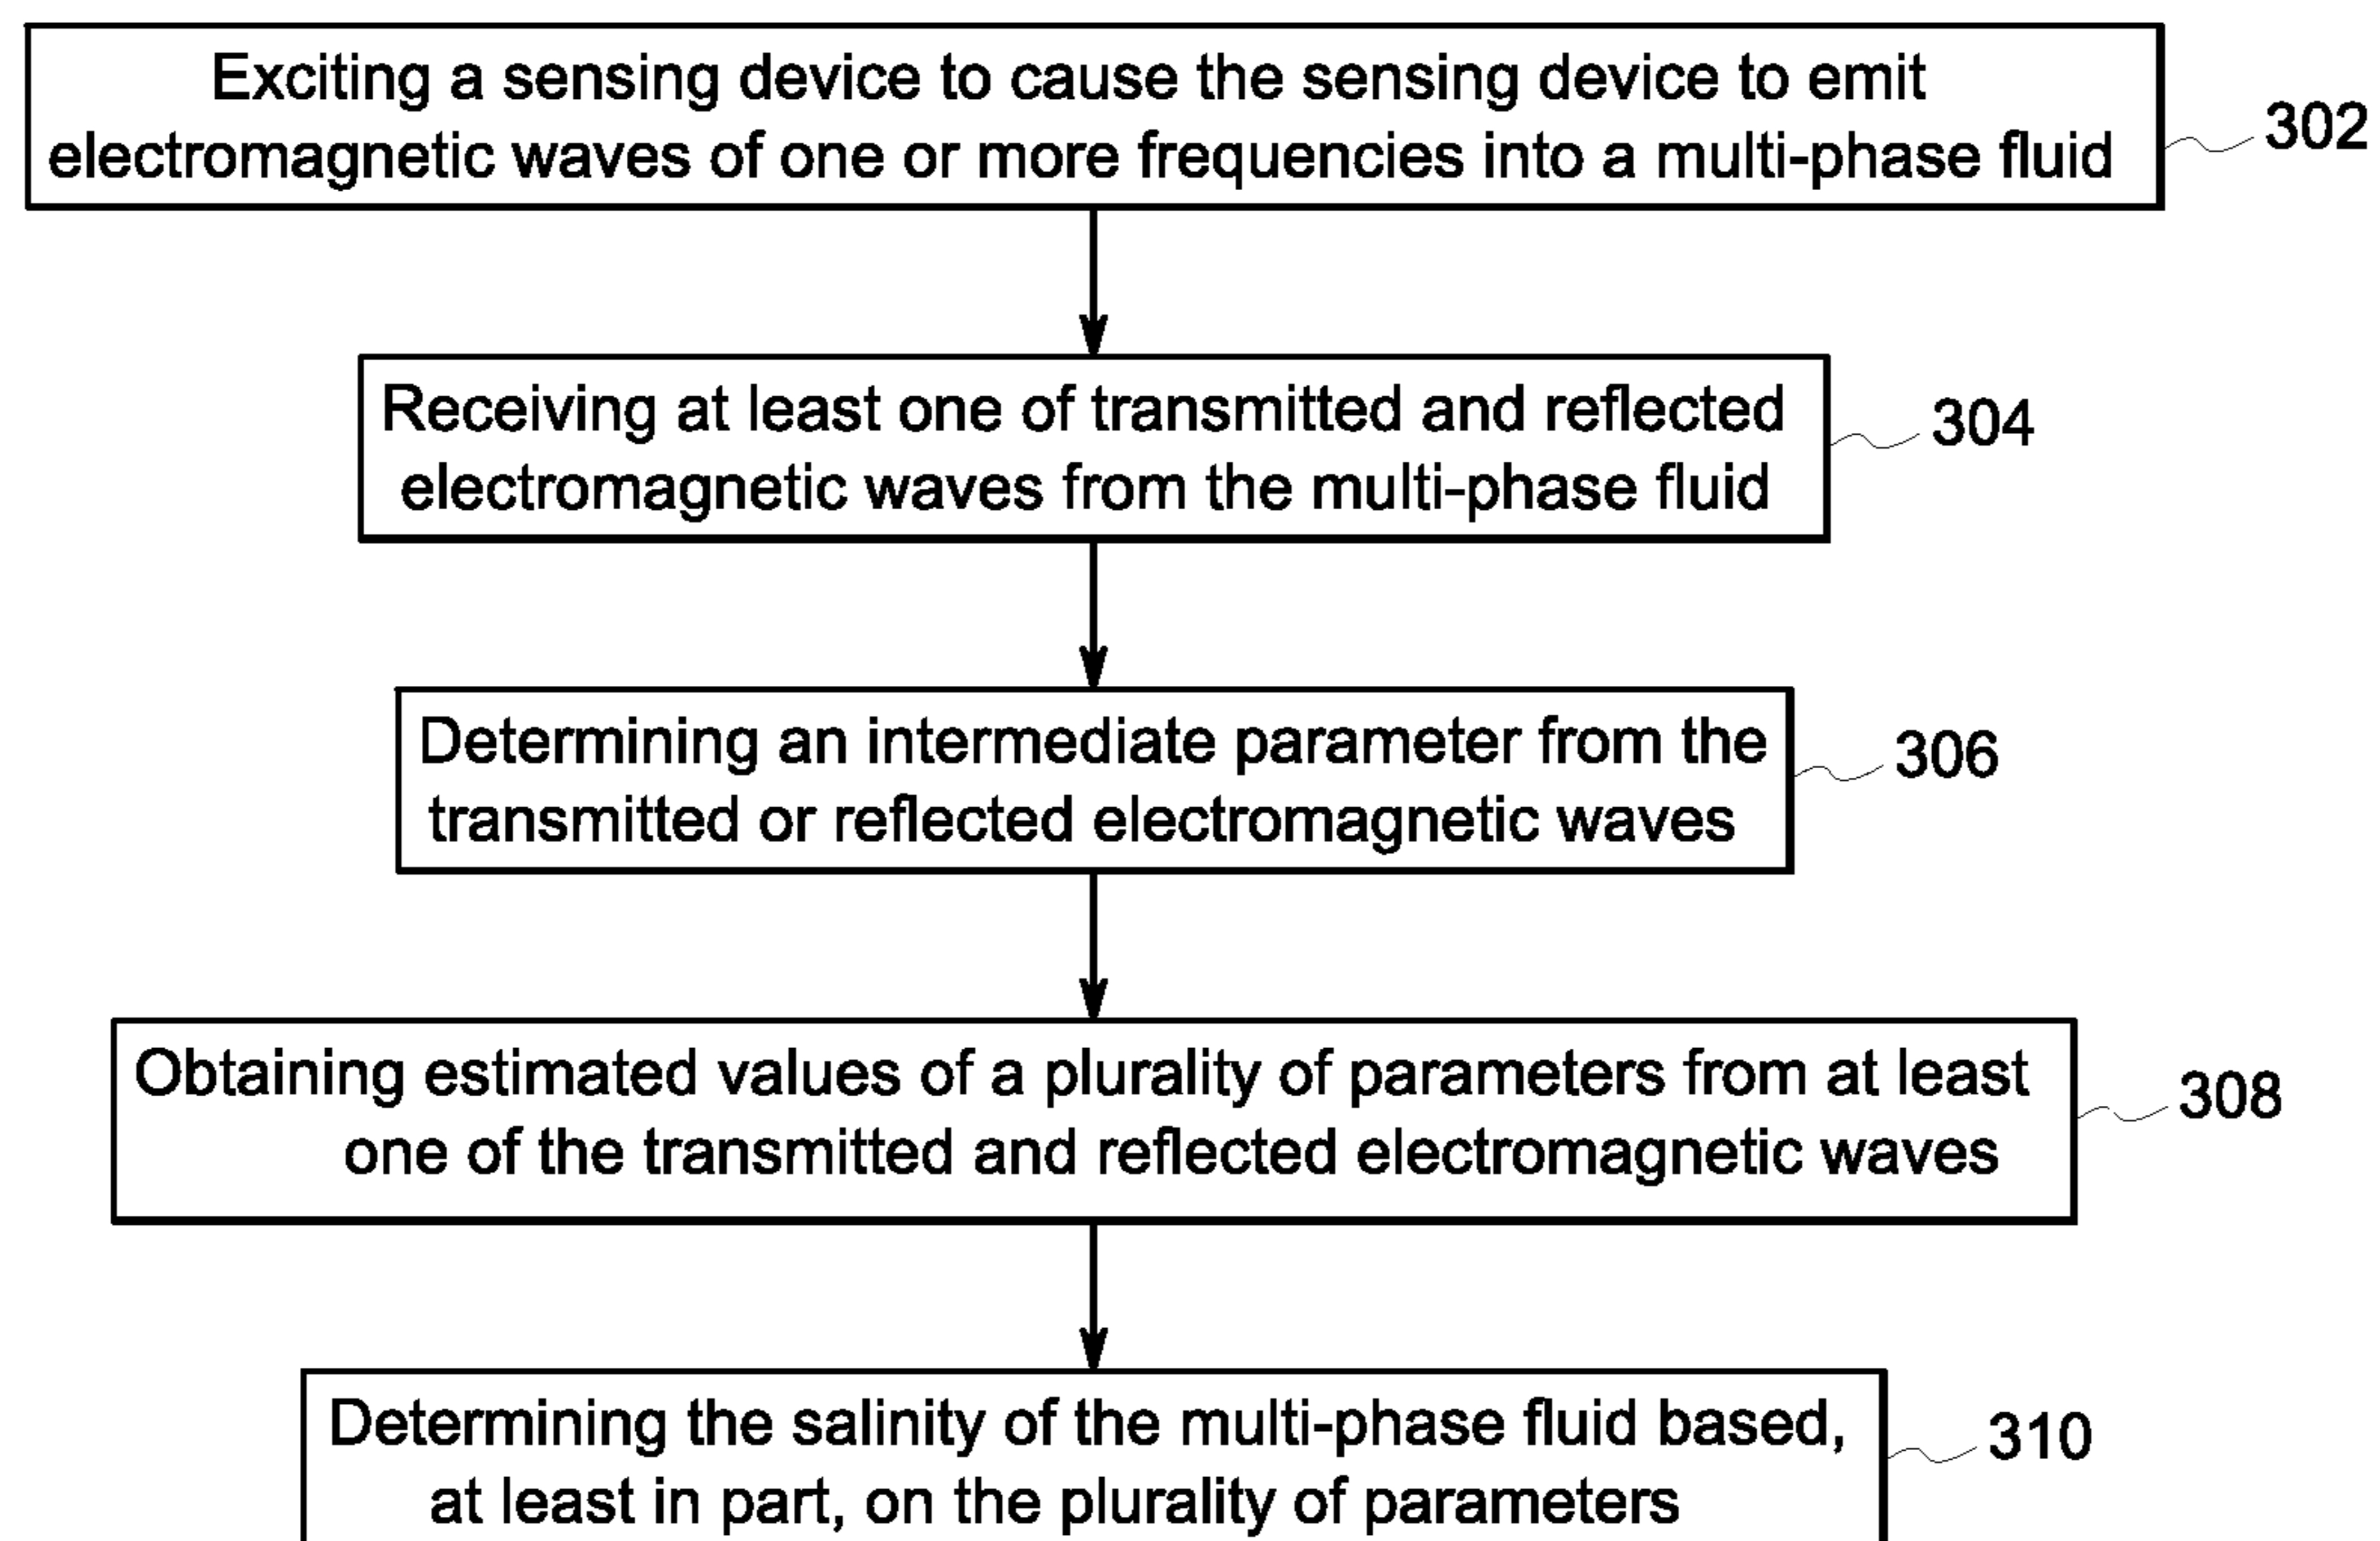 Exciting a sensing device to cause the sensing device to emit
electromagnetic waves of one or more frequencies into a multi-phase fluid
302
Receiving at least one of transmitted and reflected
electromagnetic waves from the multi-phase fluid
304
Determining an intermediate parameter from the
transmitted or reflected electromagnetic waves
306
Obtaining estimated values of a plurality of parameters from at least
one of the transmitted and reflected electromagnetic waves
308
Determining the salinity of the multi-phase fluid based,
at least in part, on the plurality of parameters
310